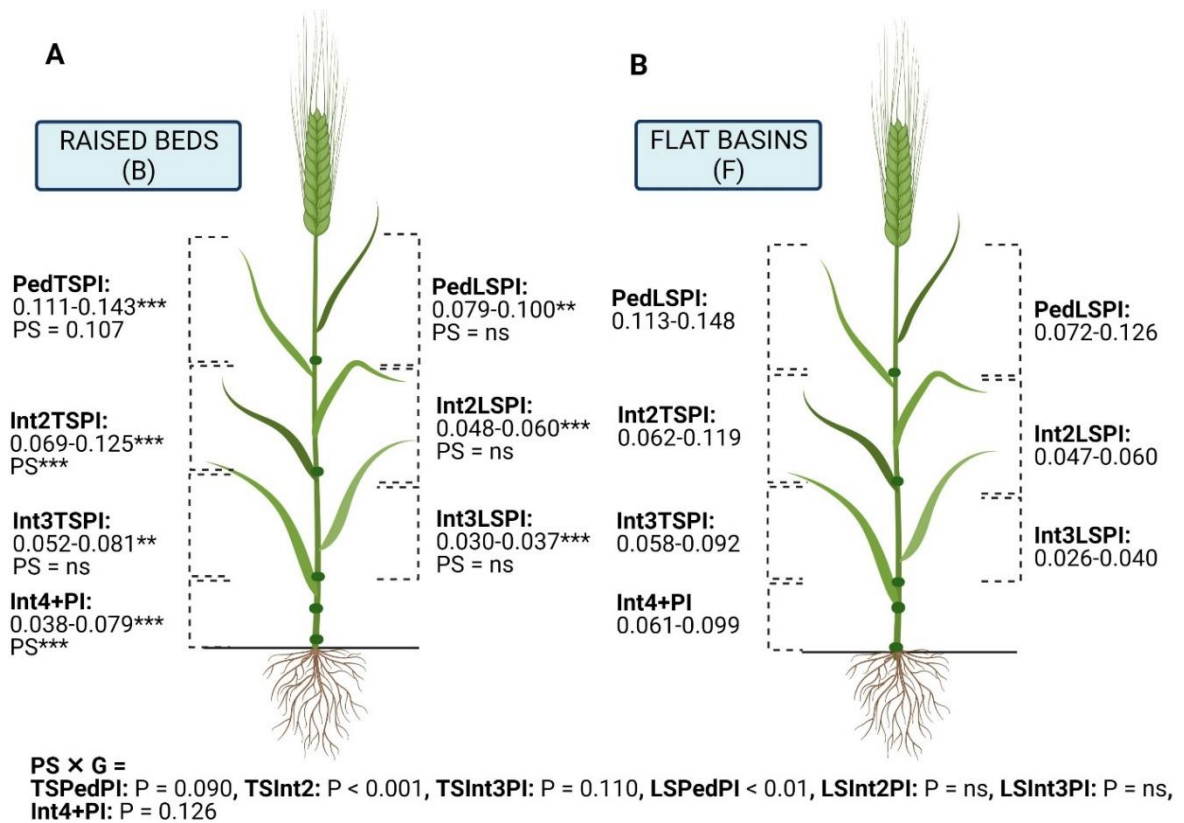 A
RAISED BEDS
(B)
PedTSPI:
0.111-0.143***
PS = 0.107
Int2TSPI:
0.069-0.125***
PS***
Int3TSPI:
0.052-0.081**
PS = ns
Int4+PI:
0.038-0.079***
PS***
PedLSPI:
0.079-0.100**
PS = ns
Int2LSPI:
0.048-0.060***
PS = ns
Int3LSPI:
0.030-0.037***
PS = ns
B
FLAT BASINS
(F)
PedLSPI:
0.113-0.148
Int2TSPI:
0.062-0.119
Int3TSPI:
0.058-0.092
Int4+PI
0.061-0.099
PedLSPI:
0.072-0.126
Int2LSPI:
0.047-0.060
Int3LSPI:
0.026-0.040
PS × G =
TSPedPI: P = 0.090, TSInt2: P < 0.001, TSInt3PI: P = 0.110, LSPedPI < 0.01, LSInt2PI: P = ns, LSInt3PI: P = ns,
Int4+PI: P = 0.126